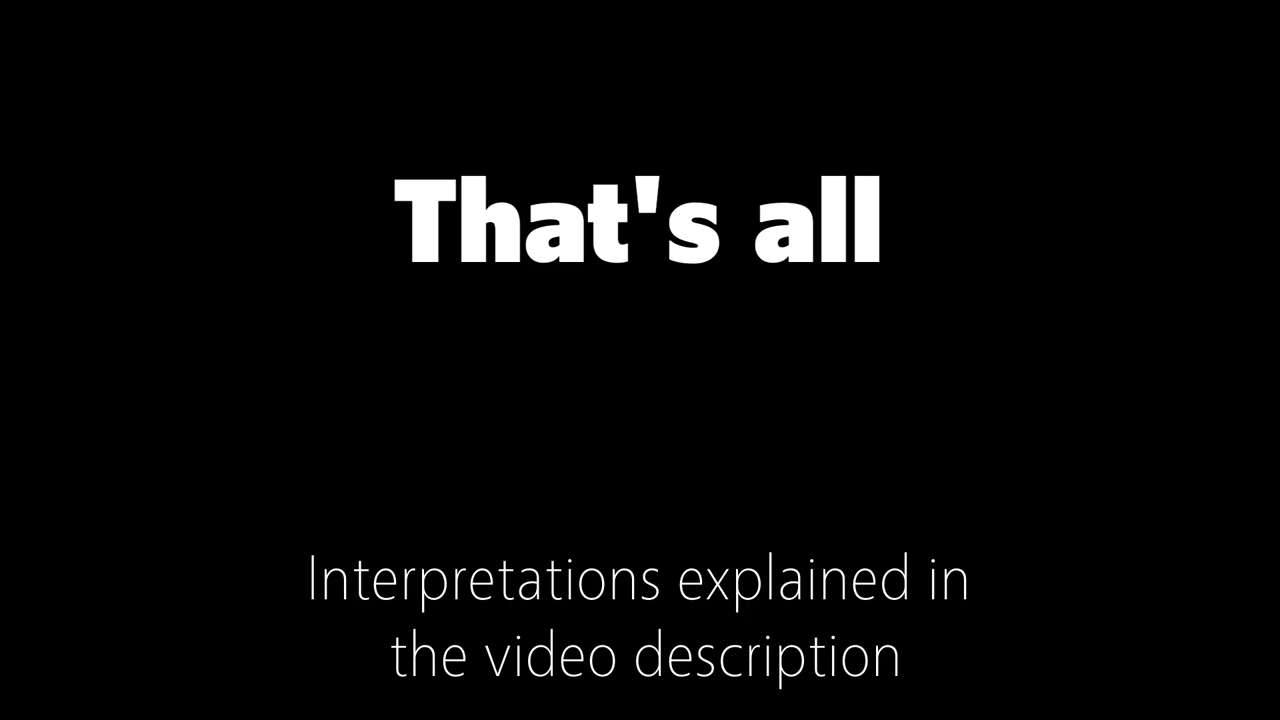 That's all
Interpretations explained in
the video description